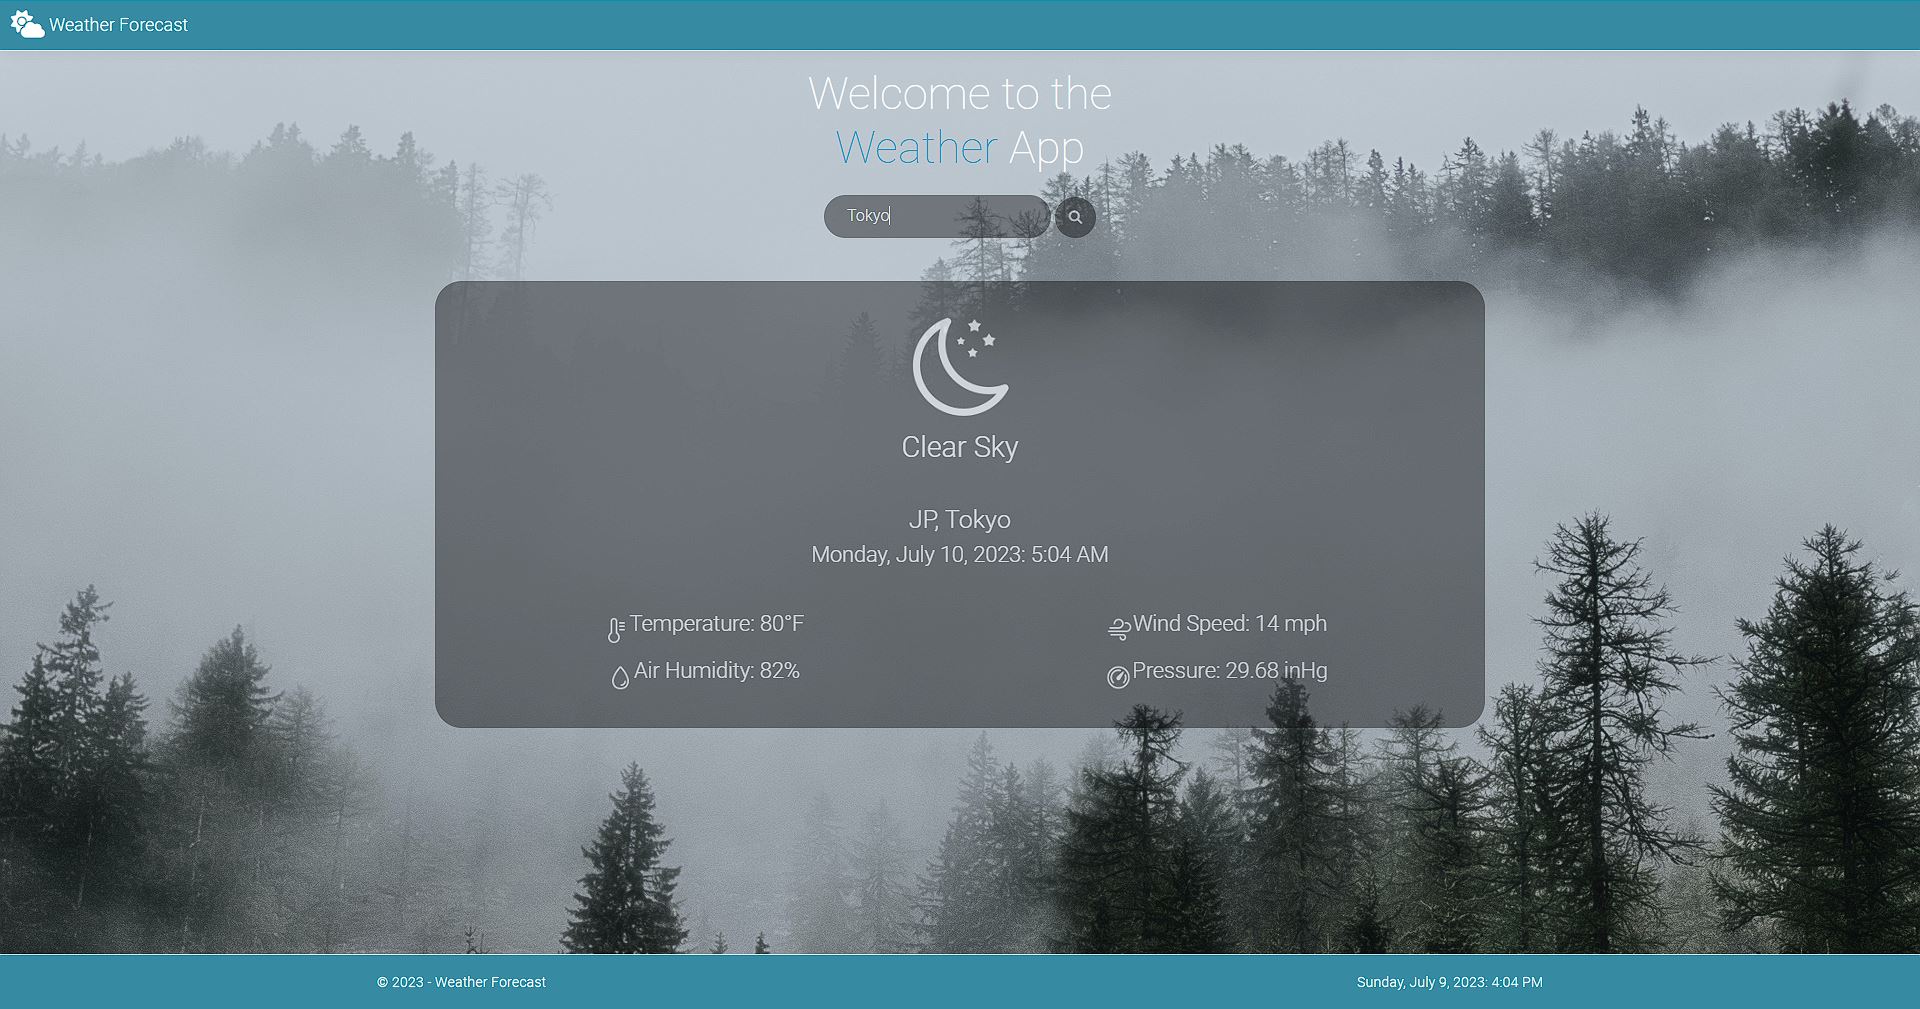 Weather Forecast
Welcome to the
Weather App
Tokyo
Clear Sky
JP, Tokyo
Monday, July 10, 2023: 5:04 AM
Temperature: 80°F
Wind Speed: 14 mph
Air Humidity: 82%
Pressure: 29.68 inHg
© 2023 - Weather Forecast
Sunday, July 9, 2023: 4:04 PM